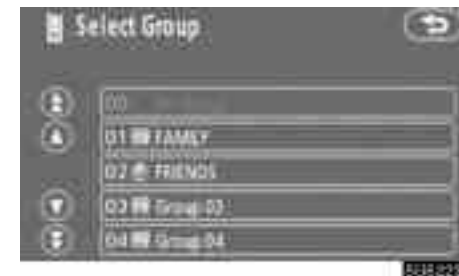 Select Group
00
01 FAMILY
02 FRIENDS
03 Group 03
04 Group 04